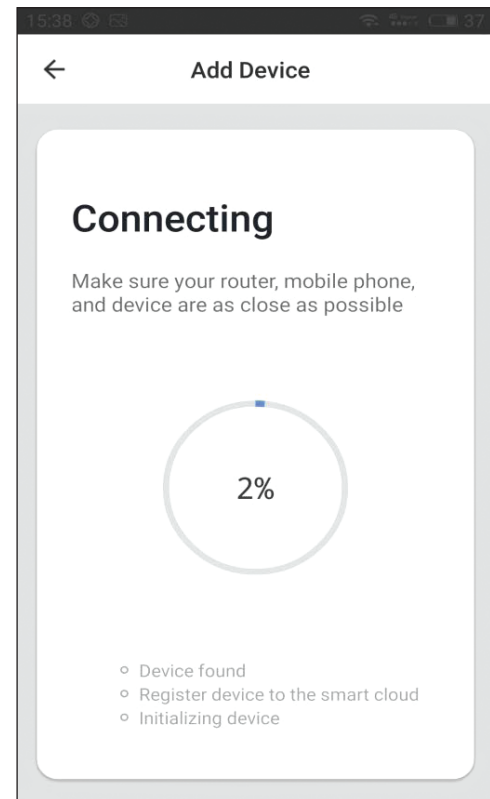 15:38 37
Add Device
Connecting
Make sure your router, mobile phone,
and device are as close as possible
2%
Device found
Register device to the smart cloud
Initializing device